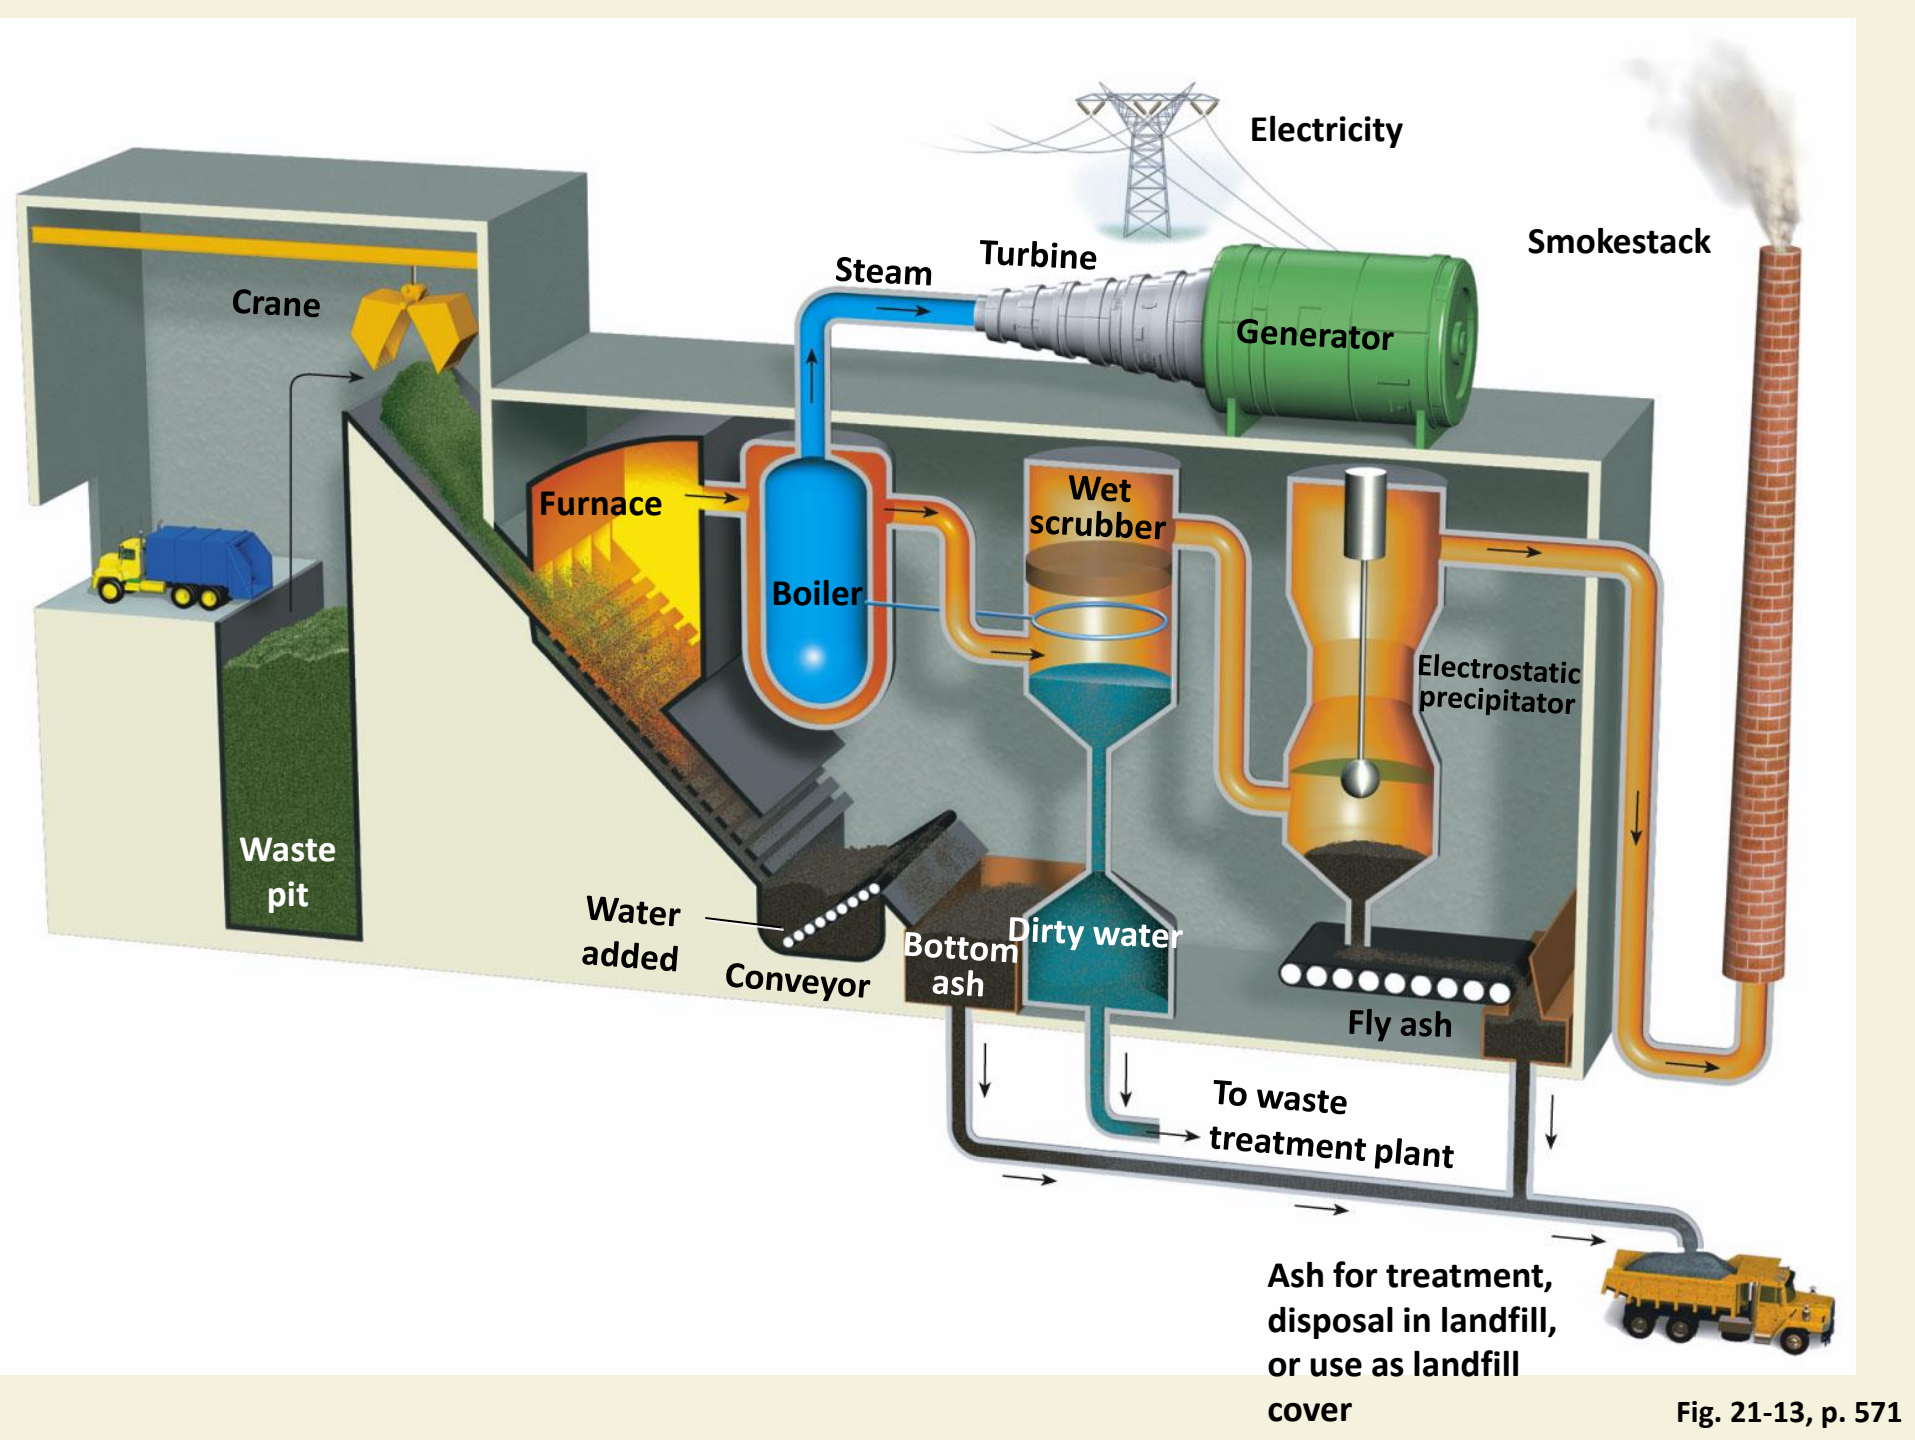 Electricity
Smokestack
Turbine
Steam
Crane
Generator
Furnace
Wet
scrubber
Boiler
Electrostatic
precipitator
Waste
pit
Water
added
Conveyor
Bottom
ash
Dirty water
Fly ash
To waste
treatment plant
Ash for treatment,
disposal in landfill,
or use as landfill
cover
Fig. 21-13, p. 571